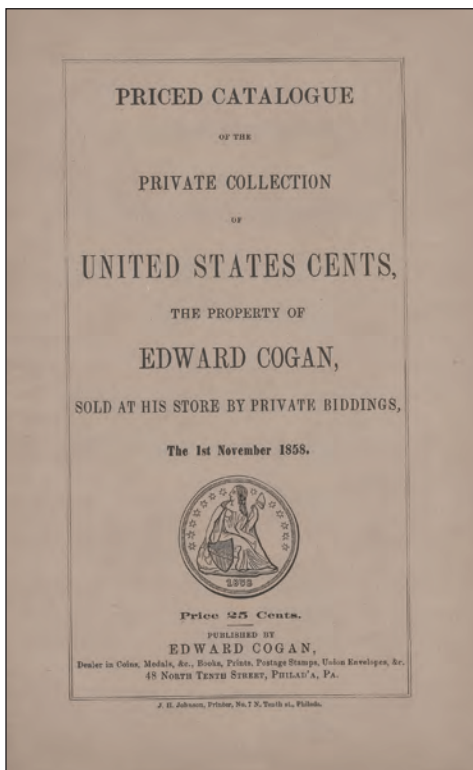 PRICED CATALOGUE
OF THE
PRIVATE COLLECTION
OF
UNITED STATES CENTS,
THE PROPERTY OF
EDWARD COGAN,
SOLD AT HIS STORE BY PRIVATE BIDDINGS,
The 1st November 1858.
Price 25 Cents.
PUBLISHED BY
EDWARD COGAN,
Dealer in Coins, Medals, &c., Books, Prints, Postage Stamps, Union Envelopes, &c.
48 NORTH TENTH STREET, PHILAD'A, PA.
J. H. Johnson, Printer, No. 7 N. Tenth st., Philada.